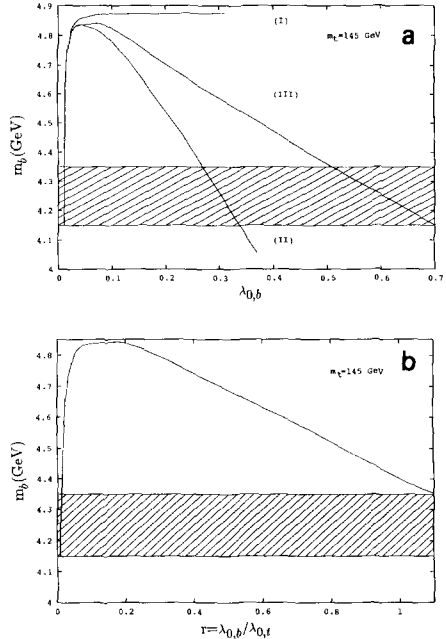 4.9
4.8
4.7
4.6
4.5
4.4
4.3
4.2
4.1
4
m_b(GeV)
(I)
m_t=145 GeV
a
(III)
(II)
0 0.1 0.2 0.3 0.4 0.5 0.6 0.7
λ_{0,b}
b
4.8
4.7
4.6
4.5
4.4
4.3
4.2
4.1
4
m_b(GeV)
m_t=145 GeV
0 0.2 0.4 0.6 0.8 1
r=λ_{0,b}/λ_{0,t}